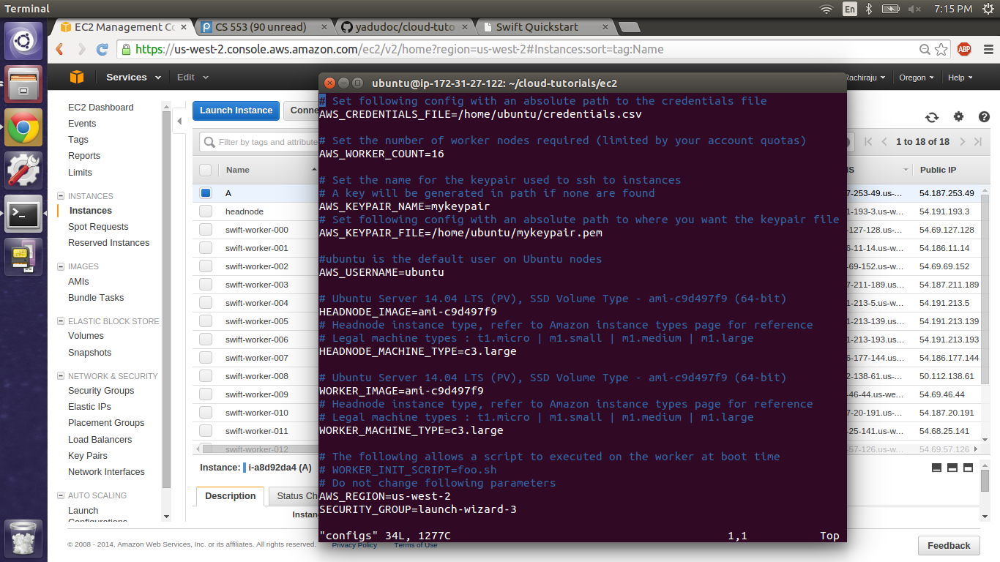 Terminal
En
7:15 PM
EC2 Management Co
CS 553 (90 unread)
yadudoc/cloud-tuto
Swift Quickstart
https://us-west-2.console.aws.amazon.com/ec2/v2/home?region=us-west-2#Instances:sort=tag:Name
ABP
Services
Edit
Rachiraju
Oregon
Help
EC2 Dashboard
Events
Tags
Reports
Limits
INSTANCES
Instances
Spot Requests
Reserved Instances
IMAGES
AMIs
Bundle Tasks
ELASTIC BLOCK STORE
Volumes
Snapshots
NETWORK & SECURITY
Security Groups
Elastic IPs
Placement Groups
Load Balancers
Key Pairs
Network Interfaces
AUTO SCALING
Launch
Configurations
Launch Instance
Conne
Filter by tags and attribute
1 to 18 of 18
Name
A
headnode
swift-worker-000
swift-worker-001
swift-worker-002
swift-worker-003
swift-worker-004
swift-worker-005
swift-worker-006
swift-worker-007
swift-worker-008
swift-worker-009
swift-worker-010
swift-worker-011
swift-worker-012
ubuntu@ip-172-31-27-122: ~/cloud-tutorials/ec2
# Set following config with an absolute path to the credentials file
AWS_CREDENTIALS_FILE=/home/ubuntu/credentials.csv
# Set the number of worker nodes required (limited by your account quotas)
AWS_WORKER_COUNT=16
# Set the name for the keypair used to ssh to instances
# A key will be generated in path if none are found
AWS_KEYPAIR_NAME=mykeypair
# Set following config with an absolute path to where you want the keypair file
AWS_KEYPAIR_FILE=/home/ubuntu/mykeypair.pem
#ubuntu is the default user on Ubuntu nodes
AWS_USERNAME=ubuntu
# Ubuntu Server 14.04 LTS (PV), SSD Volume Type - ami-c9d497f9 (64-bit)
HEADNODE_IMAGE=ami-c9d497f9
# Headnode instance type, refer to Amazon instance types page for reference
# Legal machine types : t1.micro | m1.small | m1.medium | m1.large
HEADNODE_MACHINE_TYPE=c3.large
# Ubuntu Server 14.04 LTS (PV), SSD Volume Type - ami-c9d497f9 (64-bit)
WORKER_IMAGE=ami-c9d497f9
# Headnode instance type, refer to Amazon instance types page for reference
# Legal machine types : t1.micro | m1.small | m1.medium | m1.large
WORKER_MACHINE_TYPE=c3.large
# The following allows a script to executed on the worker at boot time
# WORKER_INIT_SCRIPT=foo.sh
# Do not change following parameters
AWS_REGION=us-west-2
SECURITY_GROUP=launch-wizard-3
"configs" 34L, 1277C 1,1 Top
IS Public IP
7-253-49.us-... 54.187.253.49
1-193-3.us-w... 54.191.193.3
-127-128.us-... 54.69.127.128
6-11-14.us-w... 54.186.11.14
-69-152.us-w... 54.69.69.152
7-211-189.us... 54.187.211.189
1-213-5.us-w... 54.191.213.5
1-213-139.us... 54.191.213.139
1-213-193.us... 54.191.213.193
6-177-144.us... 54.186.177.144
2-138-61.us-... 50.112.138.61
-46-44.us-we... 54.69.46.44
7-20-191.us-... 54.187.20.191
-25-141.us-w... 54.68.25.141
-57-126.us-w... 54.69.57.126
Instance: i-a8d92da4 (A)
Description
Status Che
Instan
© 2008 - 2014, Amazon Web Services, Inc. or its affiliates. All rights reserved.
Privacy Policy
Terms of Use
Feedback